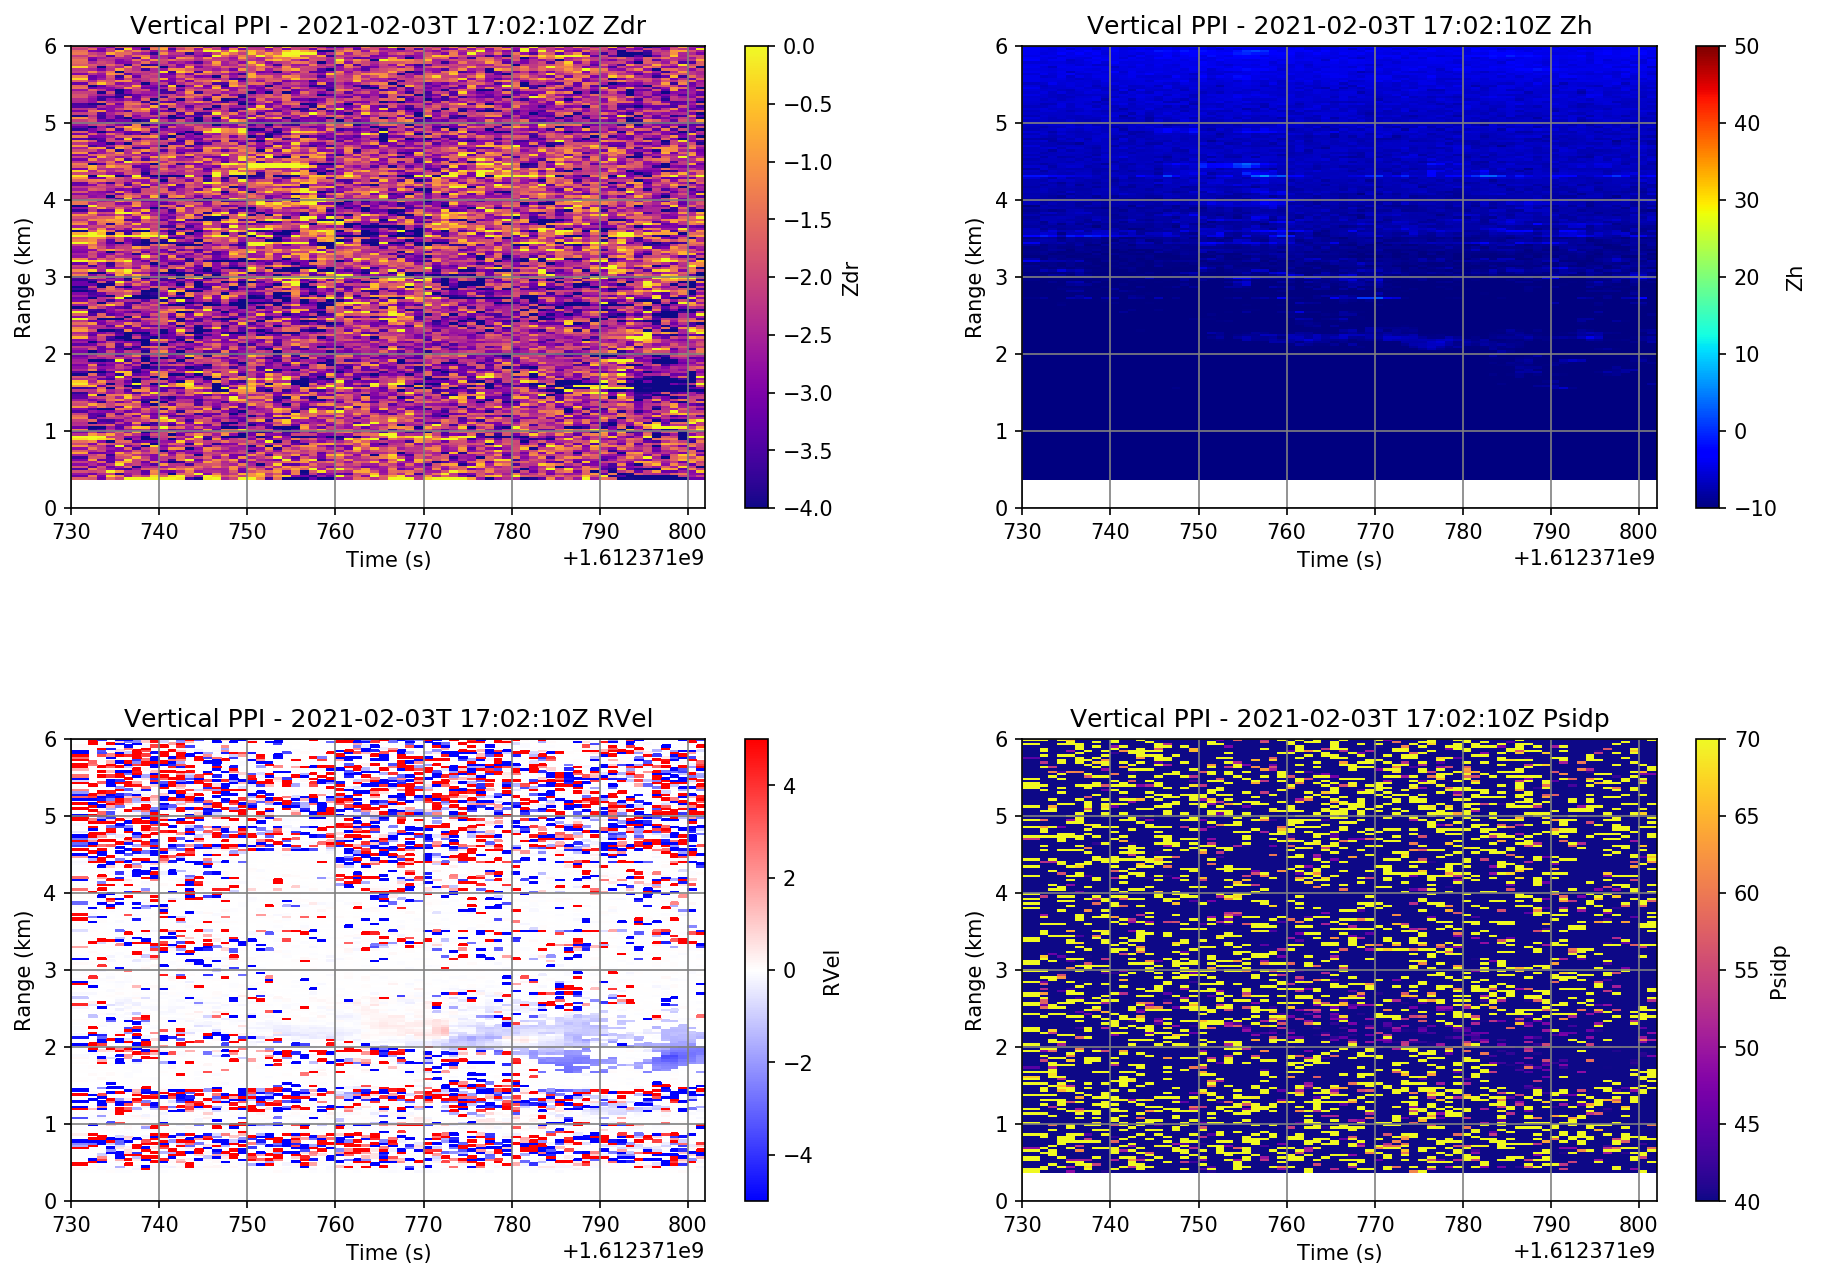 Vertical PPI - 2021-02-03T 17:02:10Z Zdr
6
5
4
3
2
1
0
Range (km)
730 740 750 760 770 780 790 800
Time (s)
+1.612371e9
0.0
−0.5
−1.0
−1.5
−2.0
−2.5
−3.0
−3.5
−4.0
Zdr
Vertical PPI - 2021-02-03T 17:02:10Z Zh
6
5
4
3
2
1
0
Range (km)
730 740 750 760 770 780 790 800
Time (s)
+1.612371e9
50
40
30
20
10
0
−10
Zh
Vertical PPI - 2021-02-03T 17:02:10Z RVel
6
5
4
3
2
1
0
Range (km)
730 740 750 760 770 780 790 800
Time (s)
+1.612371e9
4
2
0
−2
−4
RVel
Vertical PPI - 2021-02-03T 17:02:10Z Psidp
6
5
4
3
2
1
0
Range (km)
730 740 750 760 770 780 790 800
Time (s)
+1.612371e9
70
65
60
55
50
45
40
Psidp